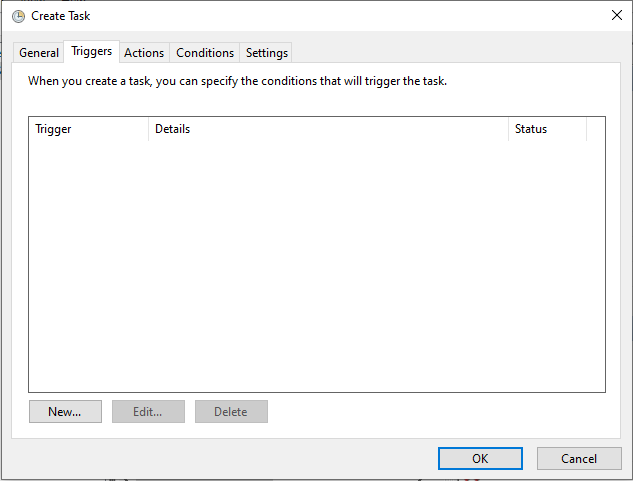 Create Task
General Triggers Actions Conditions Settings
When you create a task, you can specify the conditions that will trigger the task.
Trigger Details Status
New... Edit... Delete
OK Cancel